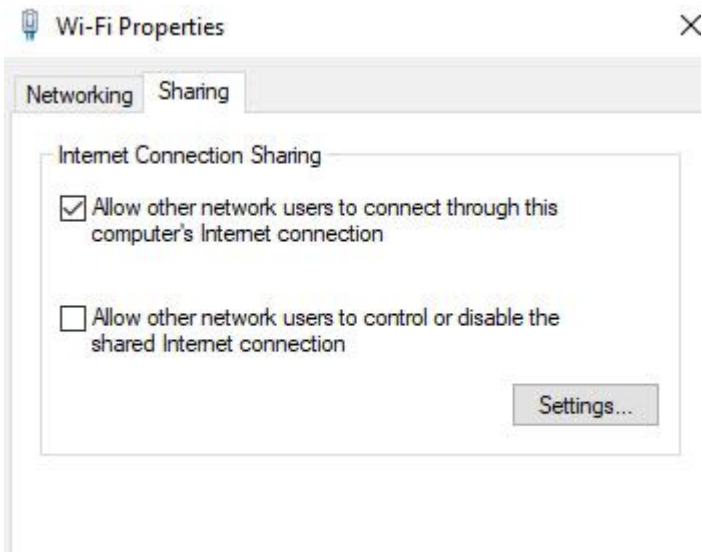 Wi-Fi Properties
Networking
Sharing
Internet Connection Sharing
Allow other network users to connect through this
computer's Internet connection
Allow other network users to control or disable the
shared Internet connection
Settings...